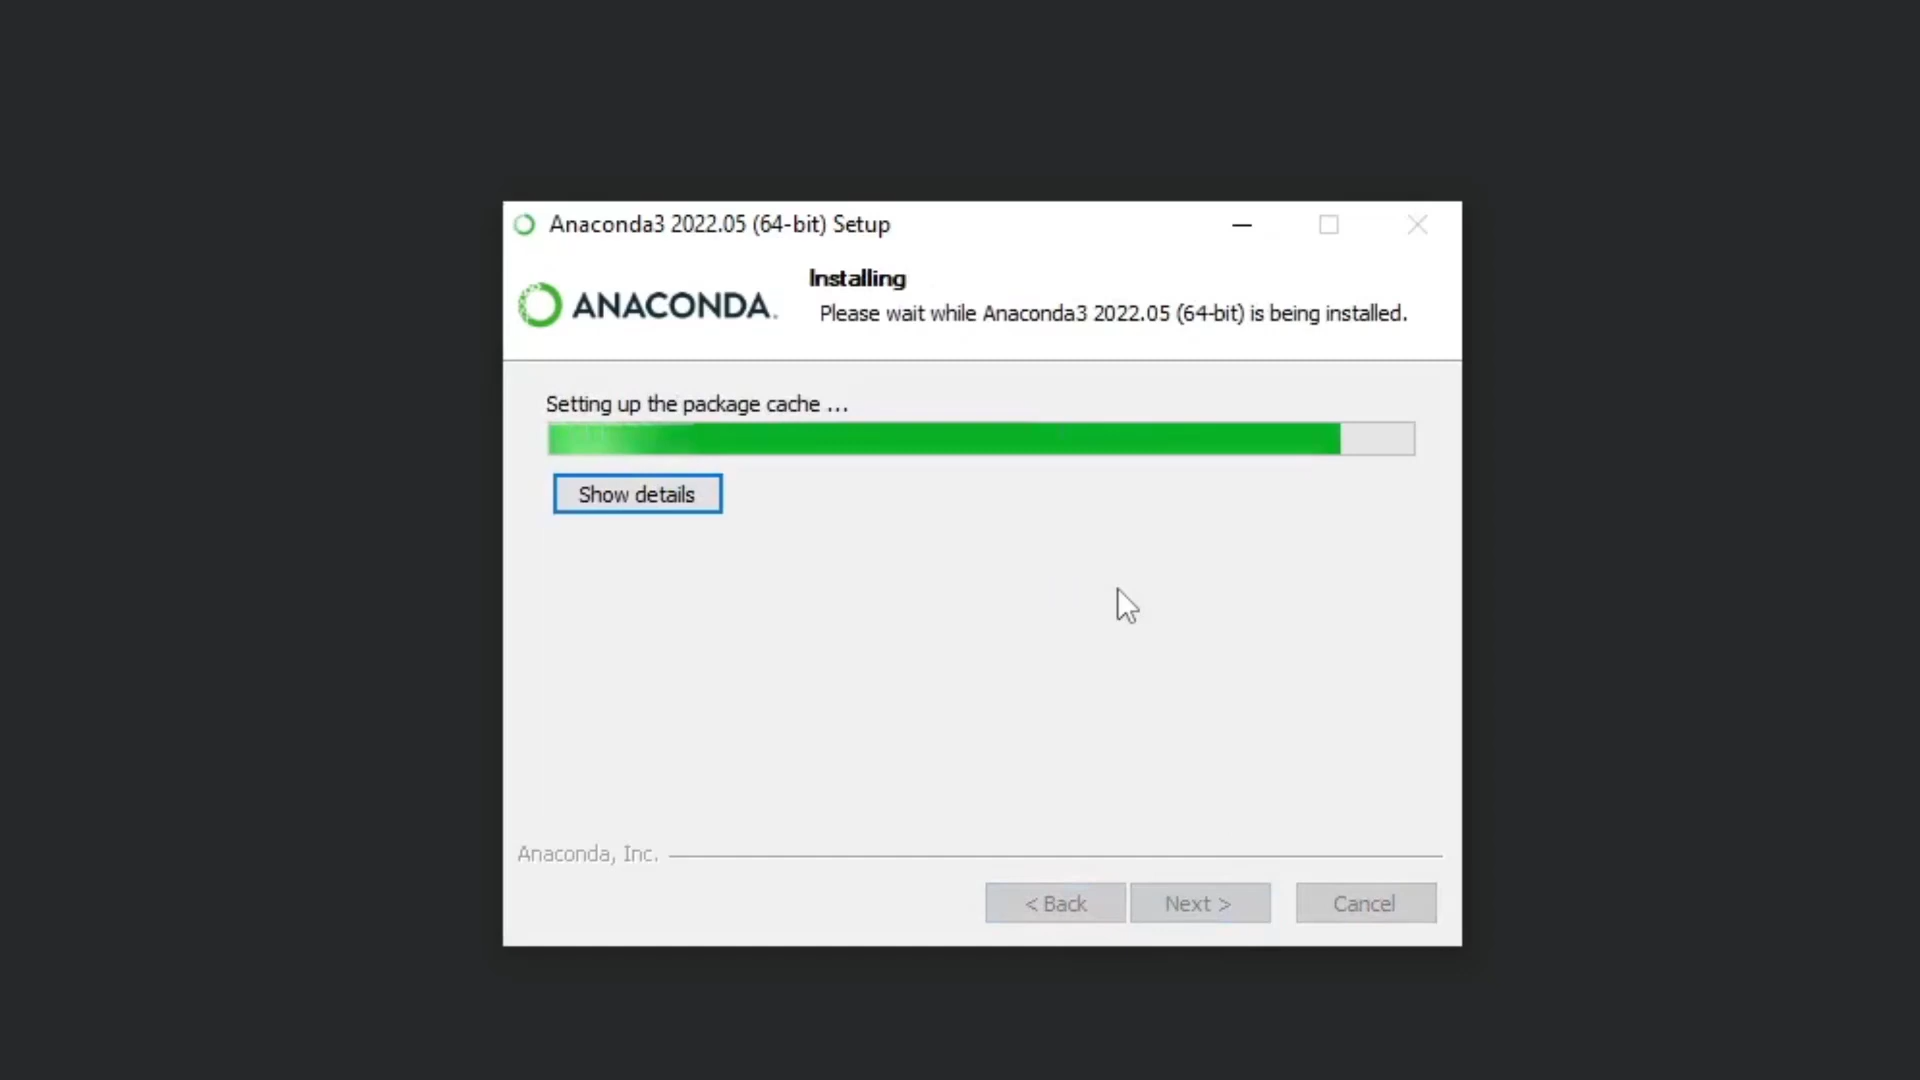 Anaconda3 2022.05 (64-bit) Setup
ANACONDA.
Installing
Please wait while Anaconda3 2022.05 (64-bit) is being installed.
Setting up the package cache ...
Show details
Anaconda, Inc.
< Back
Next >
Cancel